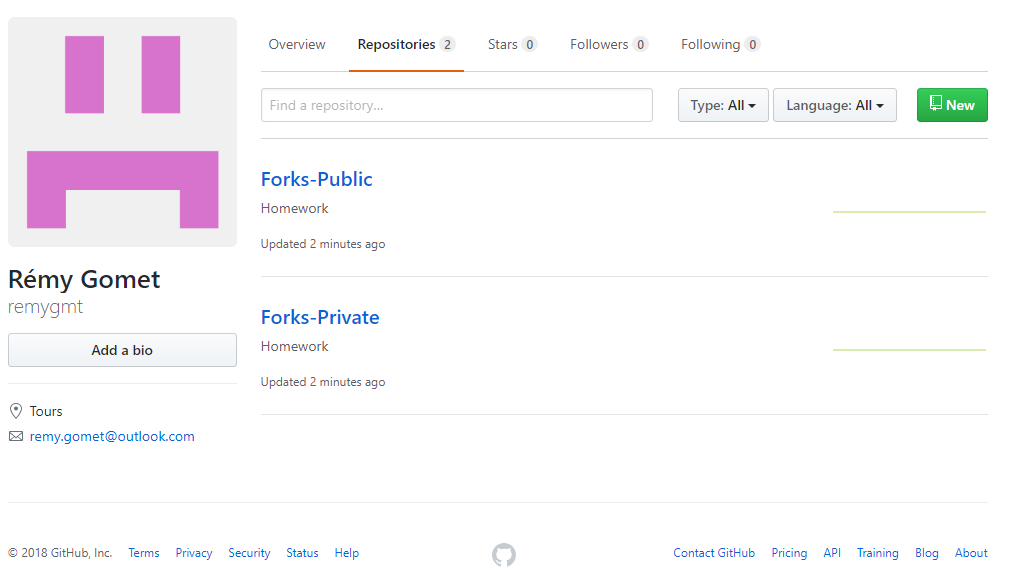 Overview Repositories 2 Stars 0 Followers 0 Following 0
Find a repository... Type: All Language: All New
Forks-Public
Homework
Updated 2 minutes ago
Rémy Gomet
remygmt
Add a bio
Tours
remy.gomet@outlook.com
Forks-Private
Homework
Updated 2 minutes ago
© 2018 GitHub, Inc. Terms Privacy Security Status Help Contact GitHub Pricing API Training Blog About